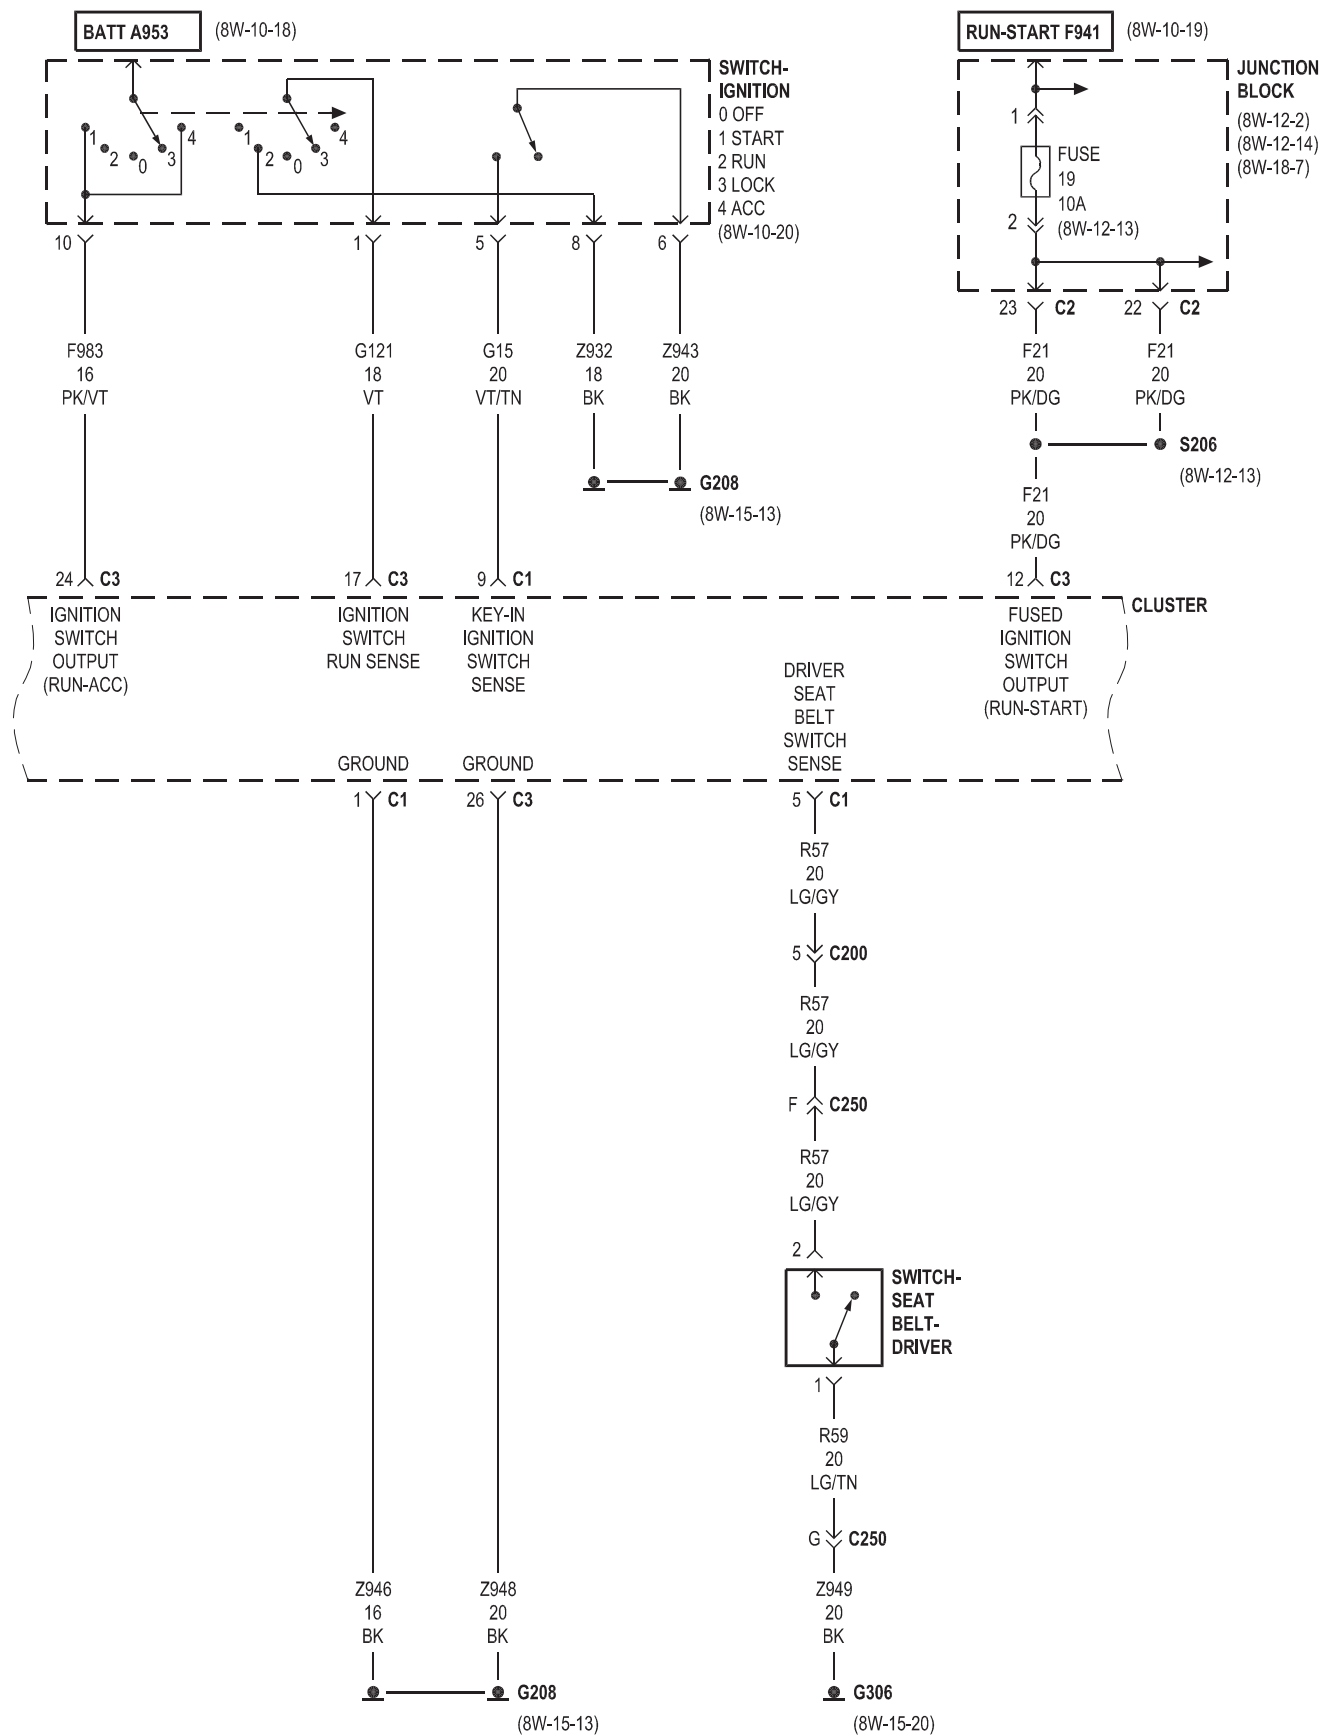 BATT A953
(8W-10-18)
RUN-START F941
(8W-10-19)
SWITCH-
IGNITION
0 OFF
1 START
2 RUN
3 LOCK
4 ACC
(8W-10-20)
1
2
0
3
4
1
2
0
3
4
JUNCTION
BLOCK
(8W-12-2)
(8W-12-14)
(8W-18-7)
1
FUSE
19
10A
(8W-12-13)
2
10
1
5
8
6
23
C2
22
C2
F983
16
PK/VT
G121
18
VT
G15
20
VT/TN
Z932
18
BK
Z943
20
BK
F21
20
PK/DG
F21
20
PK/DG
S206
(8W-12-13)
G208
(8W-15-13)
F21
20
PK/DG
24
C3
17
C3
9
C1
12
C3
CLUSTER
IGNITION
SWITCH
OUTPUT
(RUN-ACC)
IGNITION
SWITCH
RUN SENSE
KEY-IN
IGNITION
SWITCH
SENSE
FUSED
IGNITION
SWITCH
OUTPUT
(RUN-START)
DRIVER
SEAT
BELT
SWITCH
SENSE
GROUND
GROUND
1
C1
26
C3
5
C1
R57
20
LG/GY
5
C200
R57
20
LG/GY
F
C250
R57
20
LG/GY
2
SWITCH-
SEAT
BELT-
DRIVER
1
R59
20
LG/TN
G
C250
Z946
16
BK
Z948
20
BK
Z949
20
BK
G208
(8W-15-13)
G306
(8W-15-20)